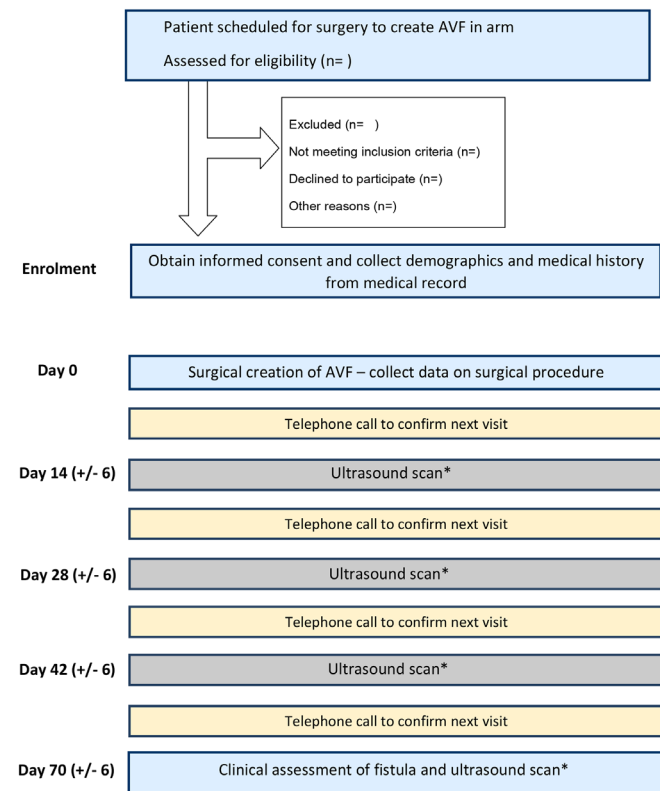 Patient scheduled for surgery to create AVF in arm
Assessed for eligibility (n= )
Excluded (n=   )
Not meeting inclusion criteria (n=)
Declined to participate (n=)
Other reasons (n=)
Enrolment
Obtain informed consent and collect demographics and medical history
from medical record
Day 0
Surgical creation of AVF – collect data on surgical procedure
Telephone call to confirm next visit
Day 14 (+/- 6)
Ultrasound scan*
Telephone call to confirm next visit
Day 28 (+/- 6)
Ultrasound scan*
Telephone call to confirm next visit
Day 42 (+/- 6)
Ultrasound scan*
Telephone call to confirm next visit
Day 70 (+/- 6)
Clinical assessment of fistula and ultrasound scan*